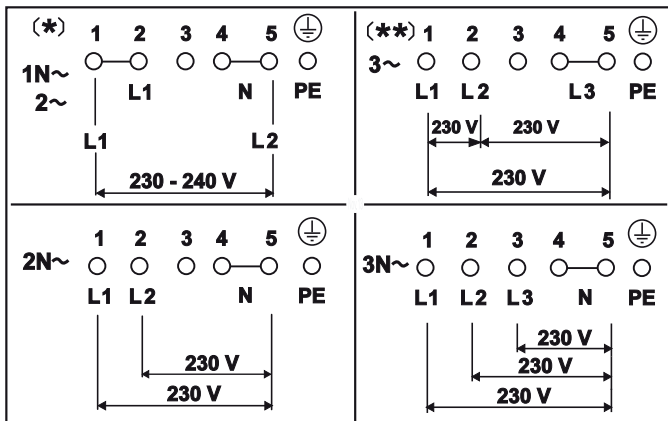 (*) 1 2 3 4 5
1N~
2~
L1 N PE
L1 L2
230 - 240 V
(**) 1 2 3 4 5
3~
L1 L2 L3 PE
230 V 230 V
230 V
1 2 3 4 5
2N~
L1 L2 N PE
230 V
230 V
1 2 3 4 5
3N~
L1 L2 L3 N PE
230 V
230 V
230 V